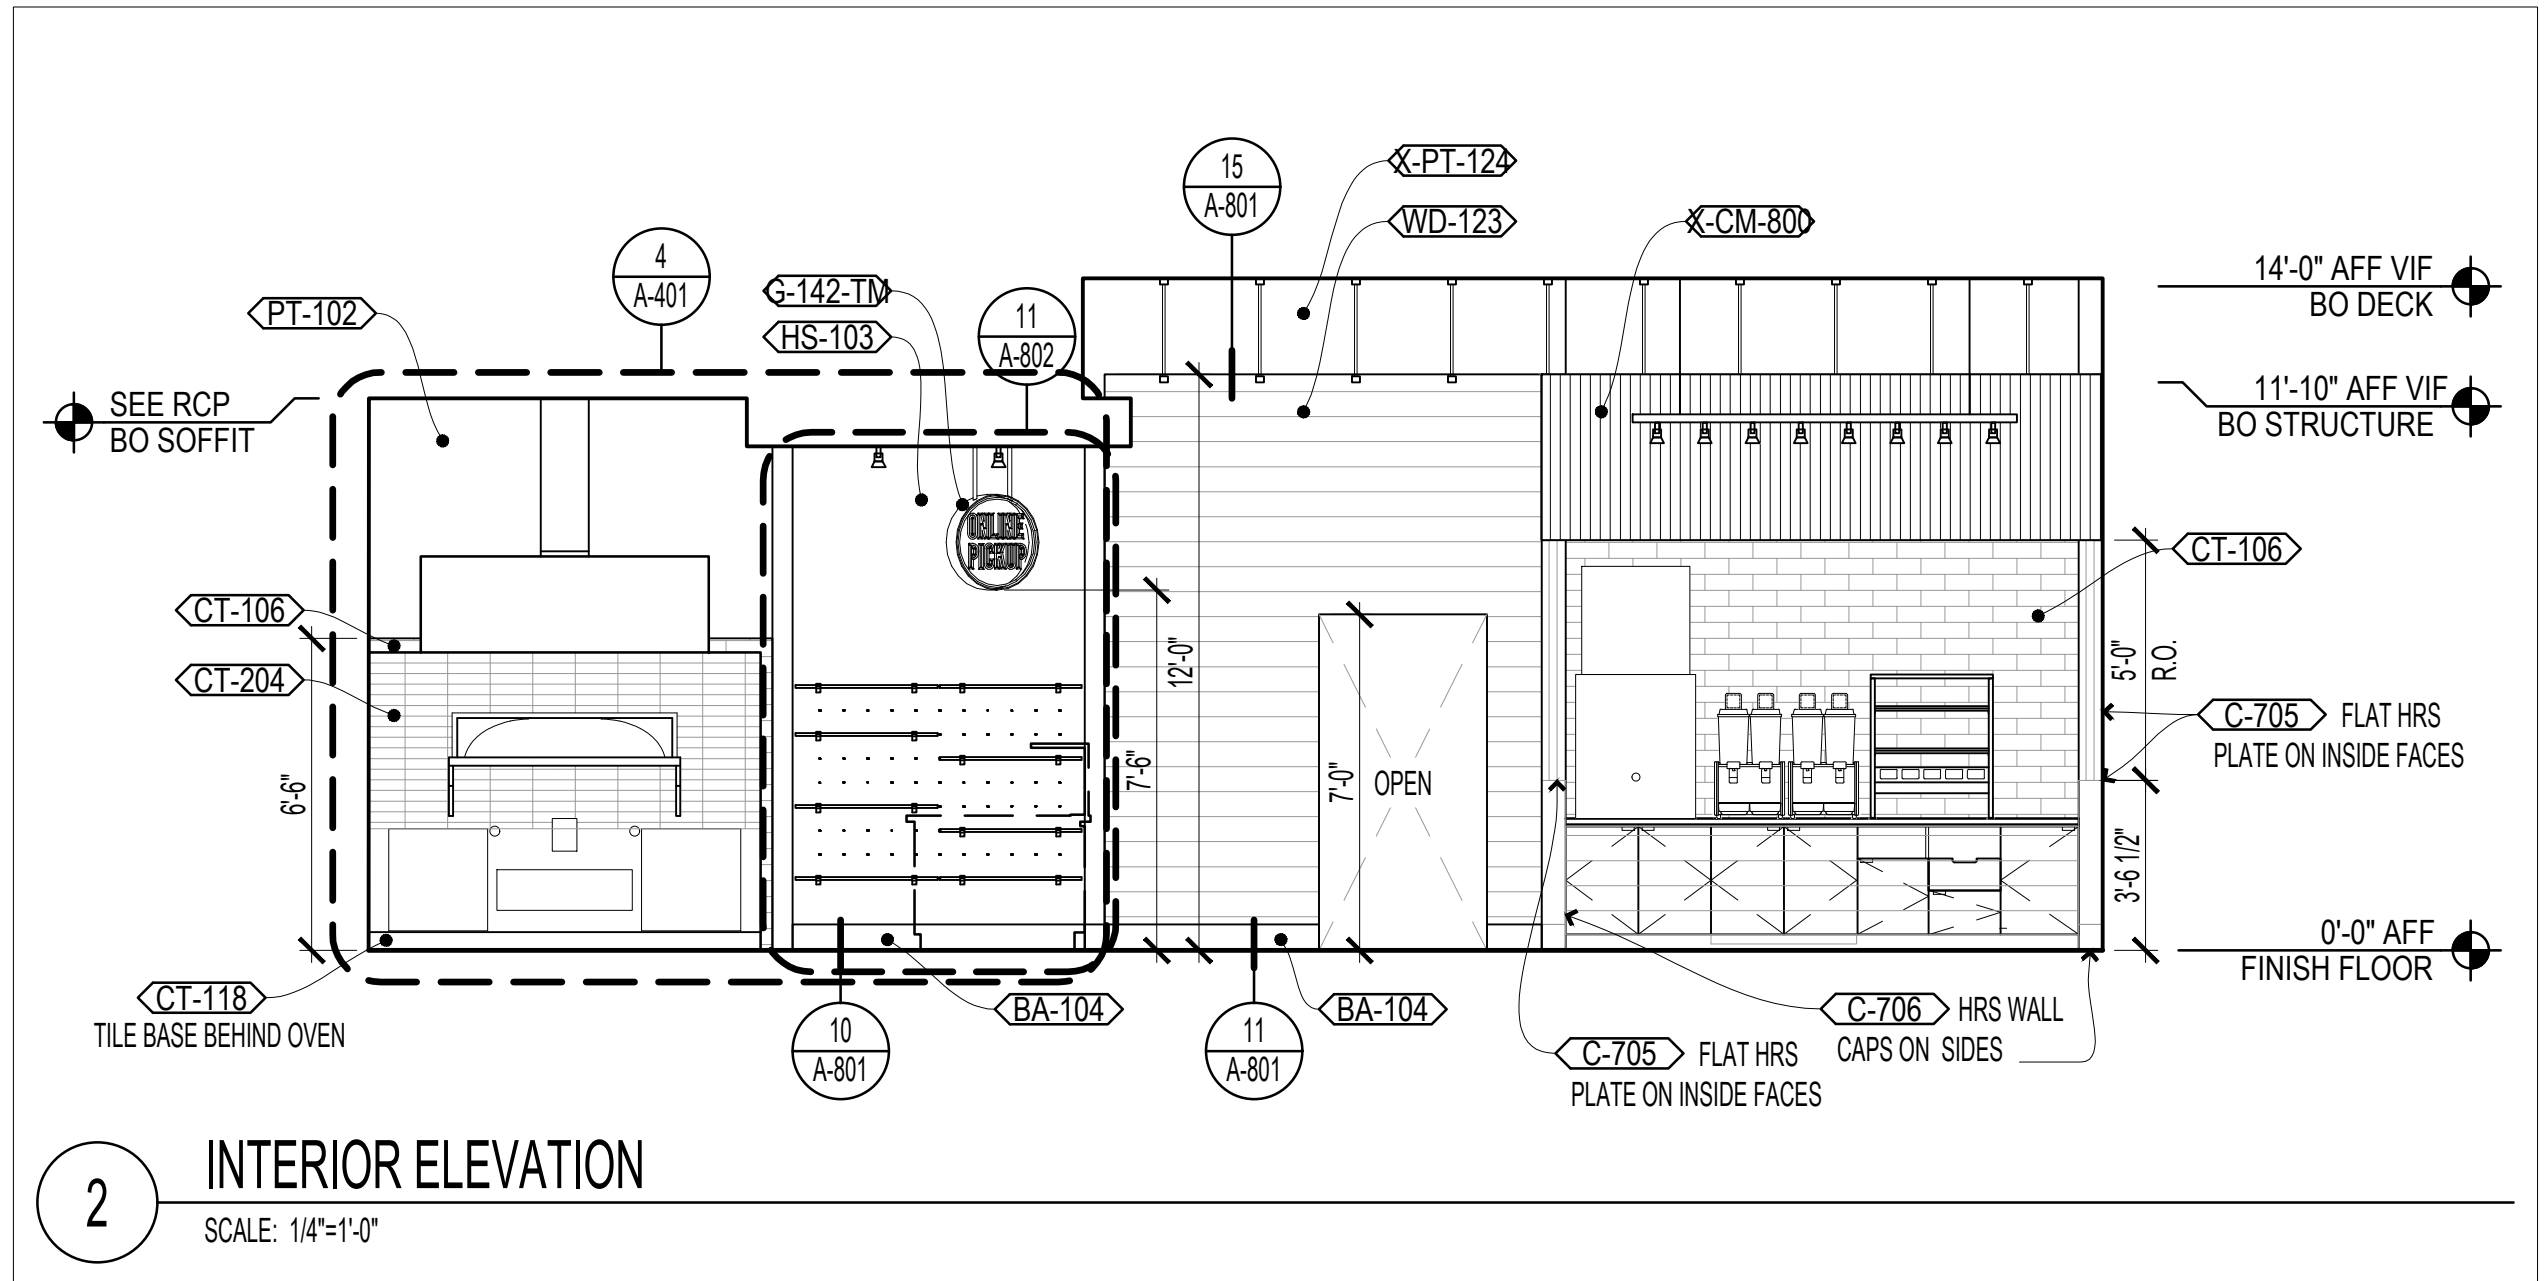 15
A-801
X-PT-124
WD-123
X-CM-800
4
A-401
G-142-TM
HS-103
11
A-802
PT-102
14'-0" AFF VIF
BO DECK
11'-10" AFF VIF
BO STRUCTURE
SEE RCP
BO SOFFIT
ONLINE
PICKUP
CT-106
CT-106
CT-204
12'-0"
5'-0"
R.O.
C-705 FLAT HRS
PLATE ON INSIDE FACES
7'-6"
7'-0"
OPEN
6'-6"
3'-6 1/2"
0'-0" AFF
FINISH FLOOR
CT-118
TILE BASE BEHIND OVEN
BA-104
BA-104
10
A-801
11
A-801
C-706 HRS WALL
CAPS ON SIDES
C-705 FLAT HRS
PLATE ON INSIDE FACES
2
INTERIOR ELEVATION
SCALE: 1/4"=1'-0"